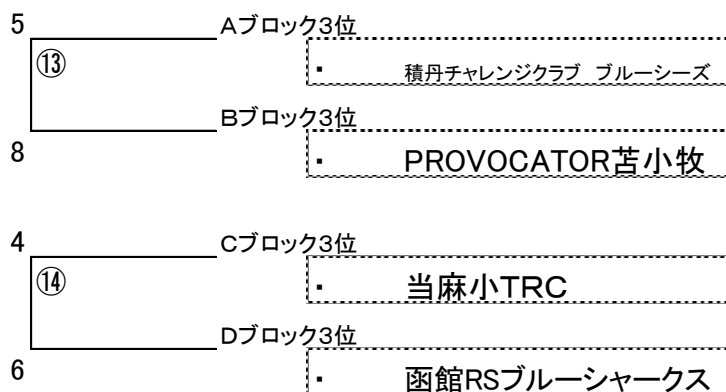 5 Aブロック3位
⑬
・ 積丹チャレンジクラブ ブルーシーズ
Bブロック3位
8
・ PROVOCATOR苫小牧
4 Cブロック3位
⑭
・ 当麻小TRC
Dブロック3位
6
・ 函館RSブルーシャークス